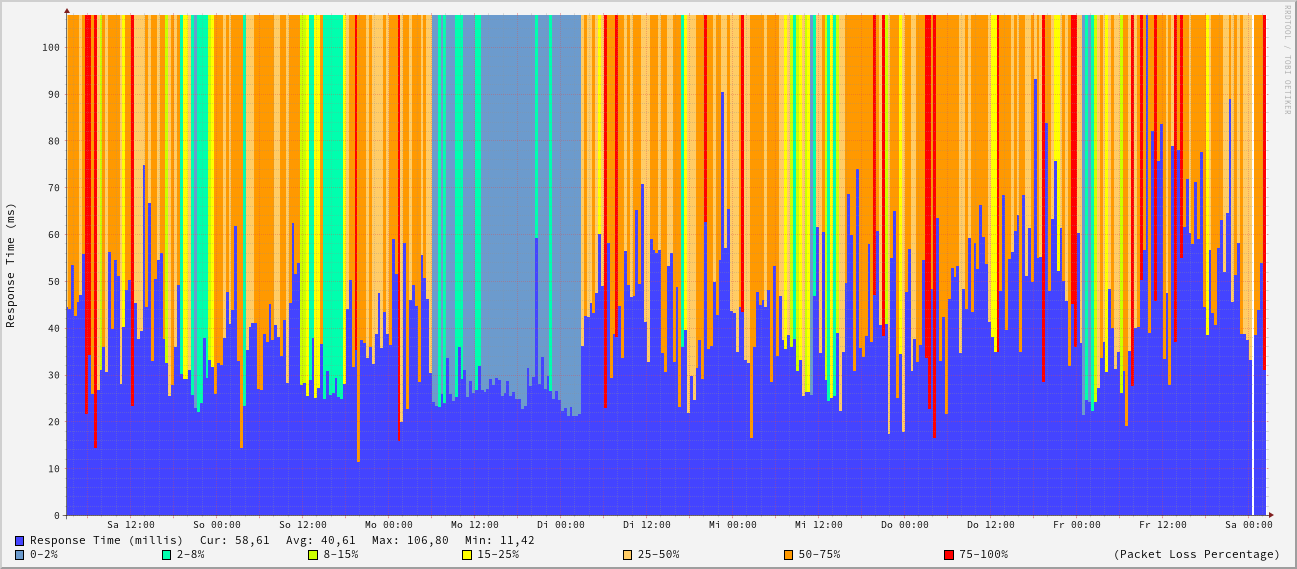 RRDTOOL / TOBI OETIKER
Response Time (ms)
100
90
80
70
60
50
40
30
20
10
0
Sa 12:00 So 00:00 So 12:00 Mo 00:00 Mo 12:00 Di 00:00 Di 12:00 Mi 00:00 Mi 12:00 Do 00:00 Do 12:00 Fr 00:00 Fr 12:00 Sa 00:00
Response Time (millis) Cur: 58,61 Avg: 40,61 Max: 106,80 Min: 11,42
0-2% 2-8% 8-15% 15-25% 25-50% 50-75% 75-100% (Packet Loss Percentage)